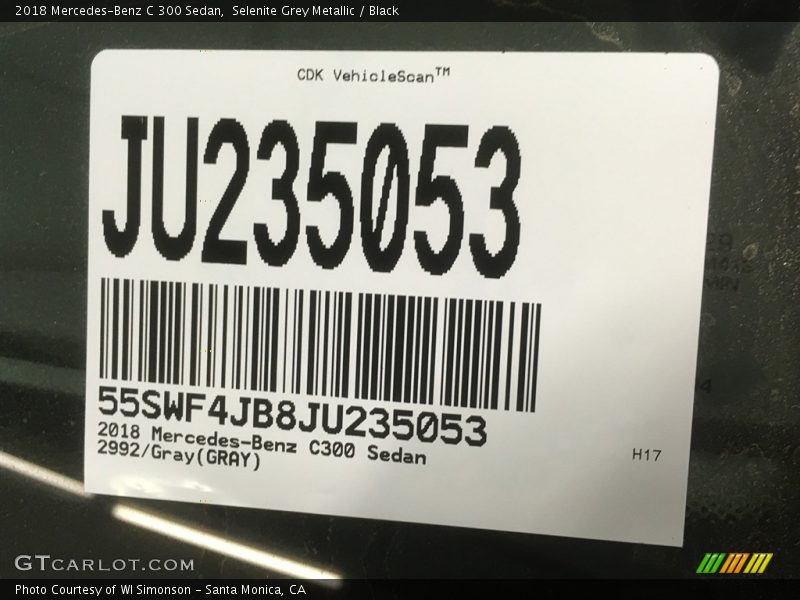 2018 Mercedes-Benz C 300 Sedan,  Selenite Grey Metallic / Black
CDK VehicleScan™
JU235053
55SWF4JB8JU235053
2018 Mercedes-Benz C300 Sedan
2992/Gray(GRAY)
H17
GTCARLOT.COM
Photo Courtesy of WI Simonson - Santa Monica, CA